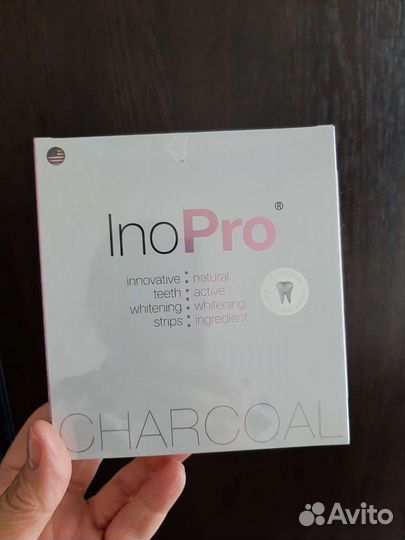 InoPro®
innovative natural
teeth active
whitening whitening
strips ingredient
CHARCOAL
Avito